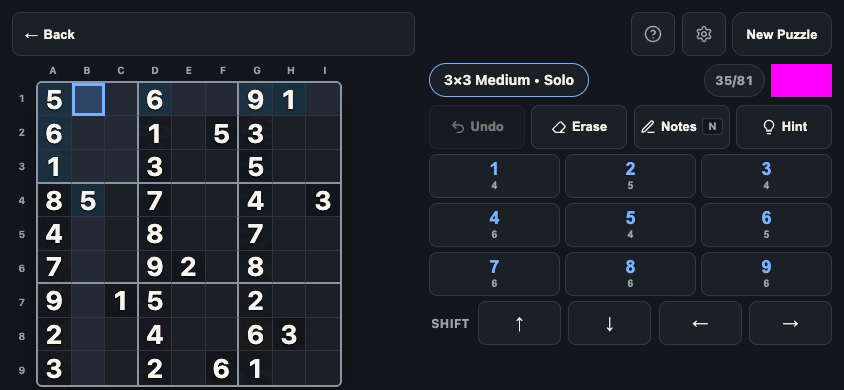 ← Back
New Puzzle
A B C D E F G H I
3×3 Medium • Solo
35/81
1 5 6 9 1
2 6 1 5 3
3 1 3 5
4 8 5 7 4 3
5 4 8 7
6 7 9 2 8
7 9 1 5 2
8 2 4 6 3
9 3 2 6 1
Undo
Erase
Notes N
Hint
1 2 3
4 5 4
4 5 6
6 4 5
7 8 9
6 6 6
SHIFT ↑ ↓ ← →